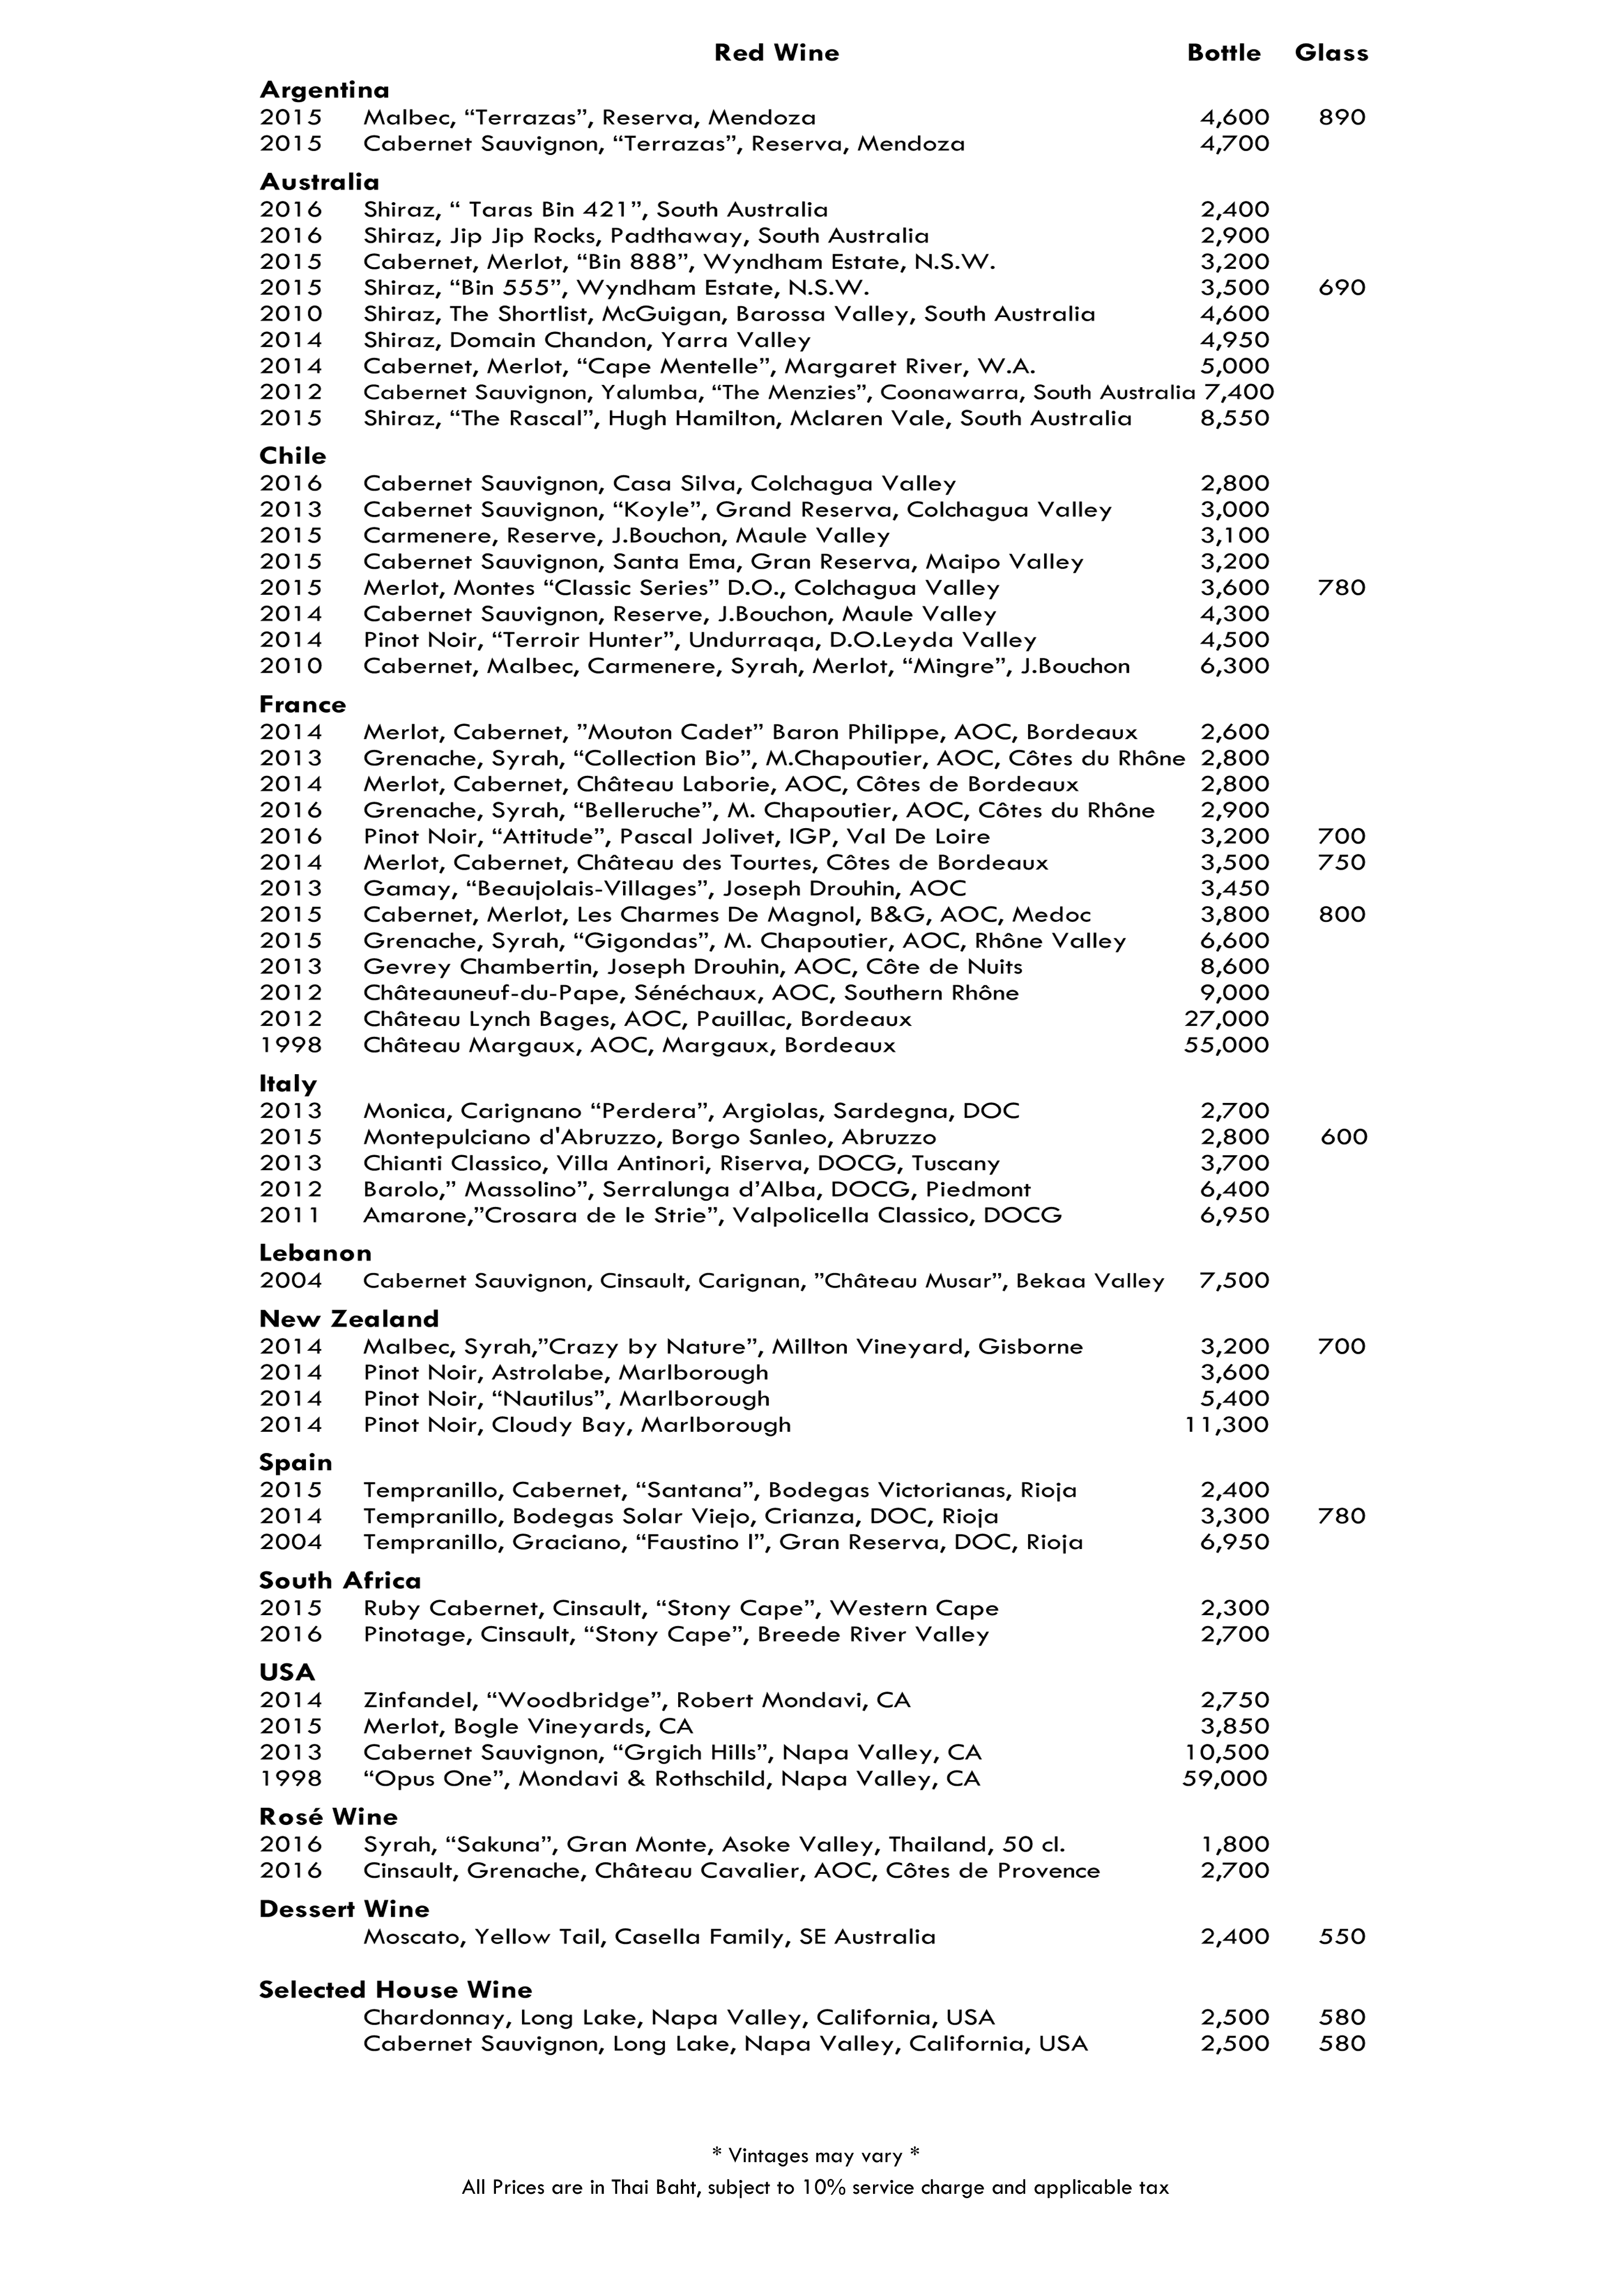 Red Wine Bottle Glass
Argentina
2015 Malbec, “Terrazas”, Reserva, Mendoza 4,600 890
2015 Cabernet Sauvignon, “Terrazas”, Reserva, Mendoza 4,700
Australia
2016 Shiraz, “ Taras Bin 421”, South Australia 2,400
2016 Shiraz, Jip Jip Rocks, Padthaway, South Australia 2,900
2015 Cabernet, Merlot, “Bin 888”, Wyndham Estate, N.S.W. 3,200
2015 Shiraz, “Bin 555”, Wyndham Estate, N.S.W. 3,500 690
2010 Shiraz, The Shortlist, McGuigan, Barossa Valley, South Australia 4,600
2014 Shiraz, Domain Chandon, Yarra Valley 4,950
2014 Cabernet, Merlot, “Cape Mentelle”, Margaret River, W.A. 5,000
2012 Cabernet Sauvignon, Yalumba, “The Menzies”, Coonawarra, South Australia 7,400
2015 Shiraz, “The Rascal”, Hugh Hamilton, Mclaren Vale, South Australia 8,550
Chile
2016 Cabernet Sauvignon, Casa Silva, Colchagua Valley 2,800
2013 Cabernet Sauvignon, “Koyle”, Grand Reserva, Colchagua Valley 3,000
2015 Carmenere, Reserve, J.Bouchon, Maule Valley 3,100
2015 Cabernet Sauvignon, Santa Ema, Gran Reserva, Maipo Valley 3,200
2015 Merlot, Montes “Classic Series” D.O., Colchagua Valley 3,600 780
2014 Cabernet Sauvignon, Reserve, J.Bouchon, Maule Valley 4,300
2014 Pinot Noir, “Terroir Hunter”, Undurraqa, D.O.Leyda Valley 4,500
2010 Cabernet, Malbec, Carmenere, Syrah, Merlot, “Mingre”, J.Bouchon 6,300
France
2014 Merlot, Cabernet, ”Mouton Cadet” Baron Philippe, AOC, Bordeaux 2,600
2013 Grenache, Syrah, “Collection Bio”, M.Chapoutier, AOC, Côtes du Rhône 2,800
2014 Merlot, Cabernet, Château Laborie, AOC, Côtes de Bordeaux 2,800
2016 Grenache, Syrah, “Belleruche”, M. Chapoutier, AOC, Côtes du Rhône 2,900
2016 Pinot Noir, “Attitude”, Pascal Jolivet, IGP, Val De Loire 3,200 700
2014 Merlot, Cabernet, Château des Tourtes, Côtes de Bordeaux 3,500 750
2013 Gamay, “Beaujolais-Villages”, Joseph Drouhin, AOC 3,450
2015 Cabernet, Merlot, Les Charmes De Magnol, B&G, AOC, Medoc 3,800 800
2015 Grenache, Syrah, “Gigondas”, M. Chapoutier, AOC, Rhône Valley 6,600
2013 Gevrey Chambertin, Joseph Drouhin, AOC, Côte de Nuits 8,600
2012 Châteauneuf-du-Pape, Sénéchaux, AOC, Southern Rhône 9,000
2012 Château Lynch Bages, AOC, Pauillac, Bordeaux 27,000
1998 Château Margaux, AOC, Margaux, Bordeaux 55,000
Italy
2013 Monica, Carignano “Perdera”, Argiolas, Sardegna, DOC 2,700
2015 Montepulciano d'Abruzzo, Borgo Sanleo, Abruzzo 2,800 600
2013 Chianti Classico, Villa Antinori, Riserva, DOCG, Tuscany 3,700
2012 Barolo,” Massolino”, Serralunga d’Alba, DOCG, Piedmont 6,400
2011 Amarone,”Crosara de le Strie”, Valpolicella Classico, DOCG 6,950
Lebanon
2004 Cabernet Sauvignon, Cinsault, Carignan, ”Château Musar”, Bekaa Valley 7,500
New Zealand
2014 Malbec, Syrah,”Crazy by Nature”, Millton Vineyard, Gisborne 3,200 700
2014 Pinot Noir, Astrolabe, Marlborough 3,600
2014 Pinot Noir, “Nautilus”, Marlborough 5,400
2014 Pinot Noir, Cloudy Bay, Marlborough 11,300
Spain
2015 Tempranillo, Cabernet, “Santana”, Bodegas Victorianas, Rioja 2,400
2014 Tempranillo, Bodegas Solar Viejo, Crianza, DOC, Rioja 3,300 780
2004 Tempranillo, Graciano, “Faustino I”, Gran Reserva, DOC, Rioja 6,950
South Africa
2015 Ruby Cabernet, Cinsault, “Stony Cape”, Western Cape 2,300
2016 Pinotage, Cinsault, “Stony Cape”, Breede River Valley 2,700
USA
2014 Zinfandel, “Woodbridge”, Robert Mondavi, CA 2,750
2015 Merlot, Bogle Vineyards, CA 3,850
2013 Cabernet Sauvignon, “Grgich Hills”, Napa Valley, CA 10,500
1998 “Opus One”, Mondavi & Rothschild, Napa Valley, CA 59,000
Rosé Wine
2016 Syrah, “Sakuna”, Gran Monte, Asoke Valley, Thailand, 50 cl. 1,800
2016 Cinsault, Grenache, Château Cavalier, AOC, Côtes de Provence 2,700
Dessert Wine
Moscato, Yellow Tail, Casella Family, SE Australia 2,400 550
Selected House Wine
Chardonnay, Long Lake, Napa Valley, California, USA 2,500 580
Cabernet Sauvignon, Long Lake, Napa Valley, California, USA 2,500 580
* Vintages may vary *
All Prices are in Thai Baht, subject to 10% service charge and applicable tax